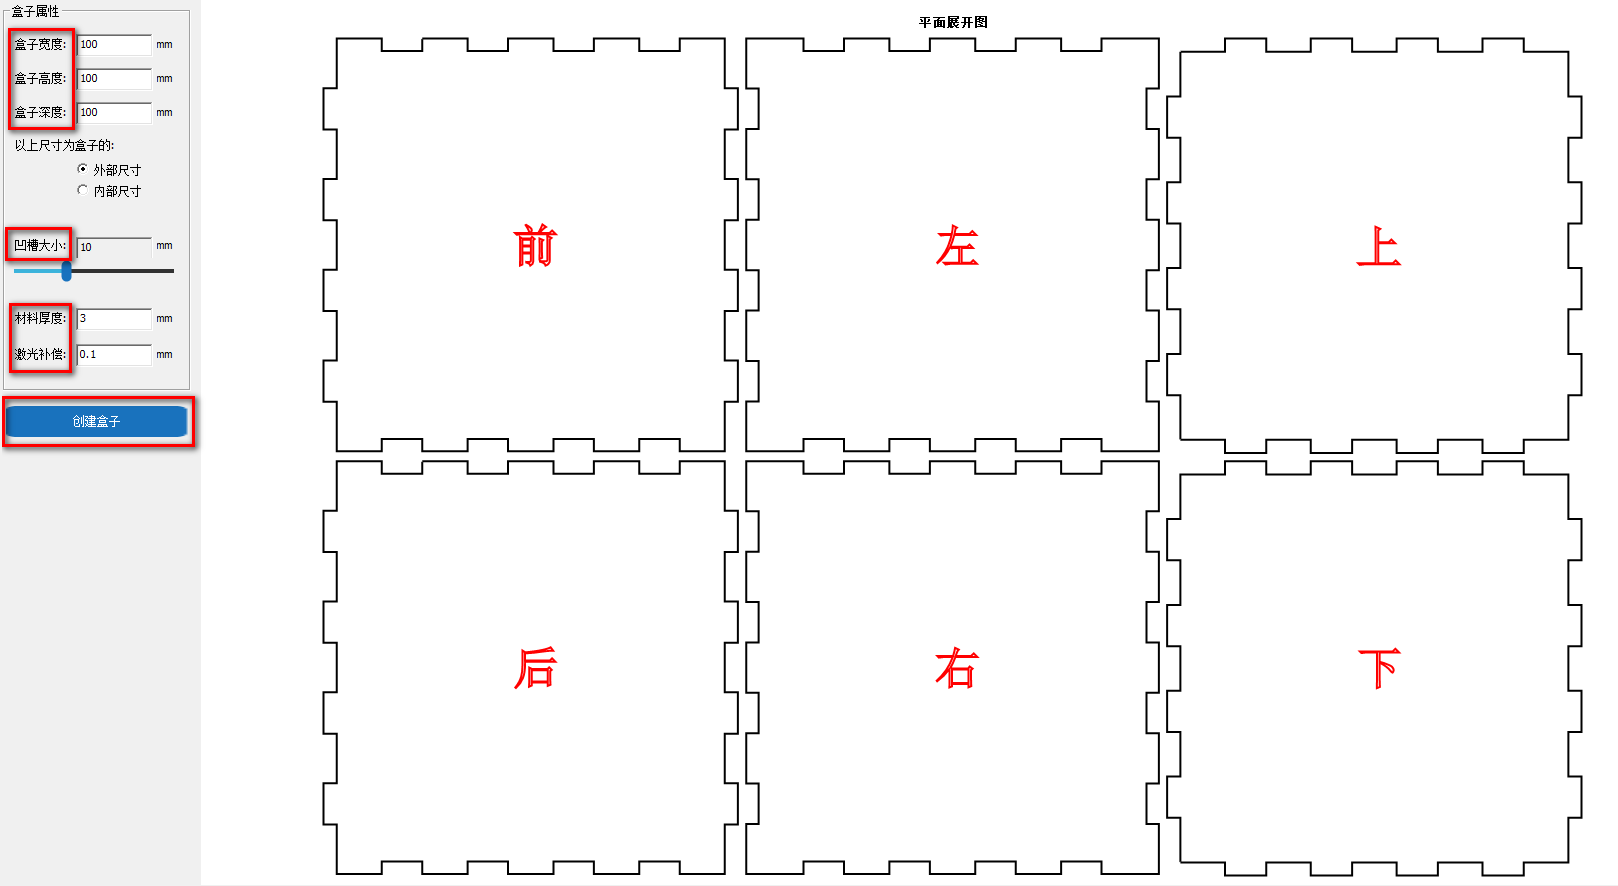 盒子属性
盒子宽度: 100 mm
盒子高度: 100 mm
盒子深度: 100 mm
以上尺寸为盒子的:
外部尺寸
内部尺寸
凹槽大小: 10 mm
材料厚度: 3 mm
激光补偿: 0.1 mm
创建盒子
平面展开图
前 左 上
后 右 下